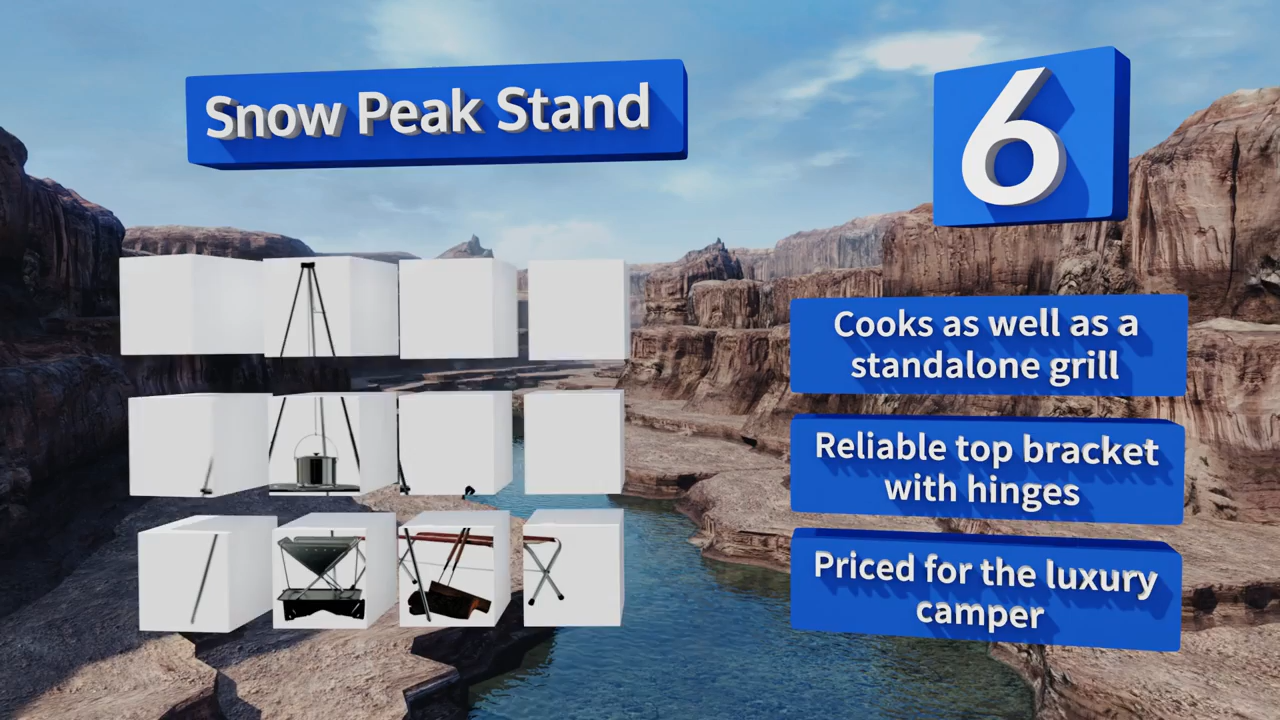 Snow Peak Stand
6
Cooks as well as a
standalone grill
Reliable top bracket
with hinges
Priced for the luxury
camper